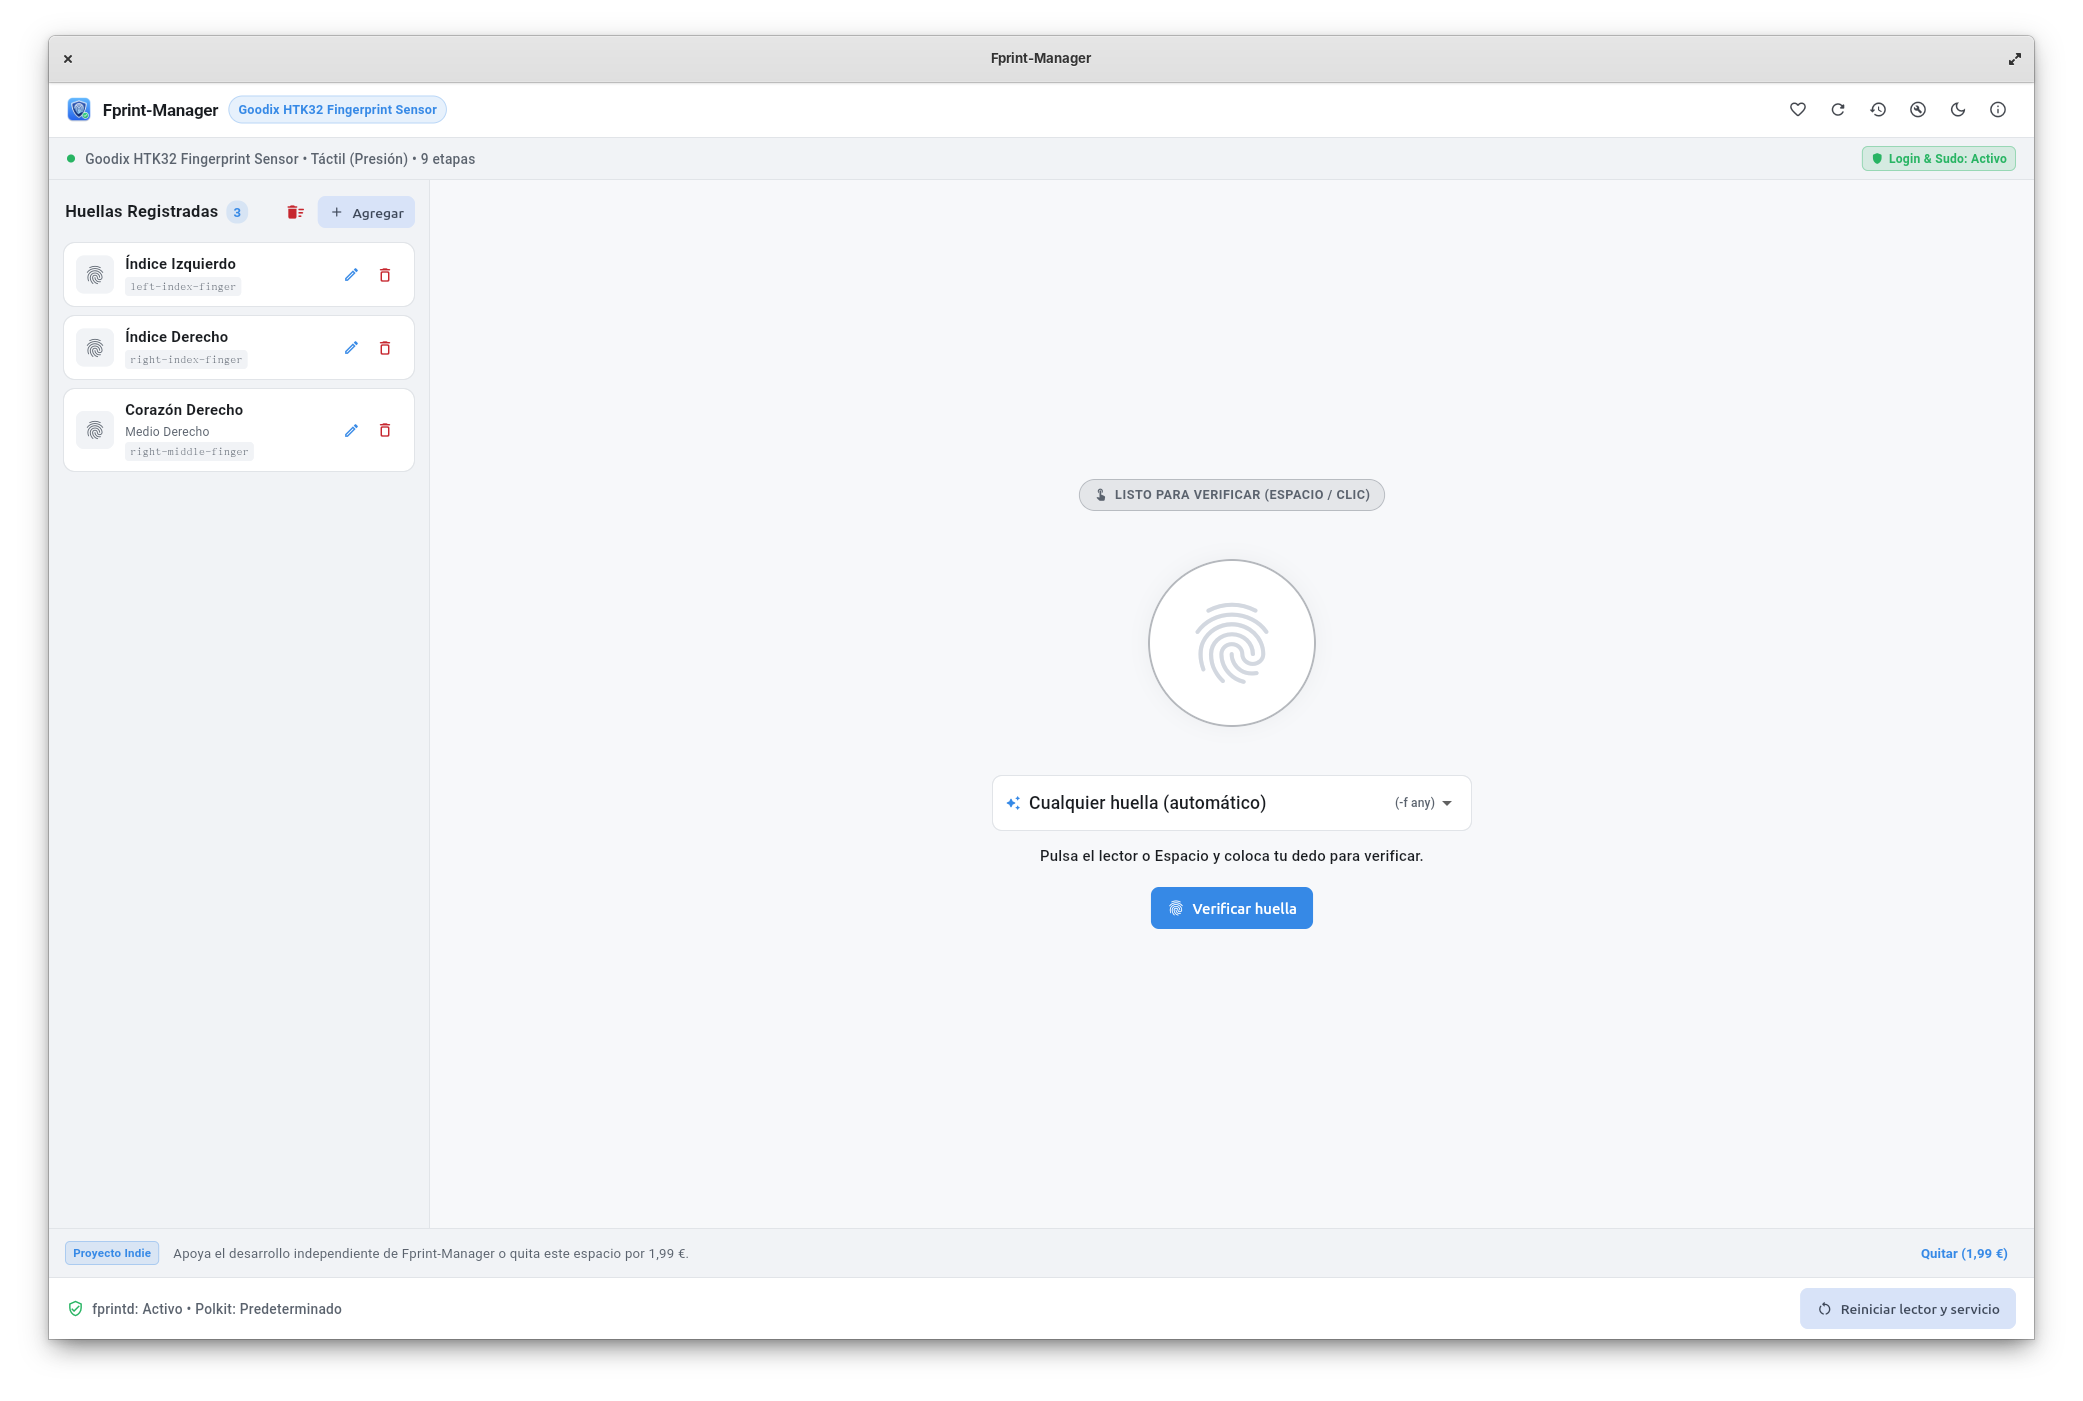 Fprint-Manager
Fprint-Manager
Goodix HTK32 Fingerprint Sensor
Goodix HTK32 Fingerprint Sensor • Táctil (Presión) • 9 etapas
Login & Sudo: Activo
Huellas Registradas 3
Agregar
Índice Izquierdo
left-index-finger
Índice Derecho
right-index-finger
Corazón Derecho
Medio Derecho
right-middle-finger
LISTO PARA VERIFICAR (ESPACIO / CLIC)
Cualquier huella (automático) (-f any)
Pulsa el lector o Espacio y coloca tu dedo para verificar.
Verificar huella
Proyecto Indie
Apoya el desarrollo independiente de Fprint-Manager o quita este espacio por 1,99 €.
Quitar (1,99 €)
fprintd: Activo • Polkit: Predeterminado
Reiniciar lector y servicio